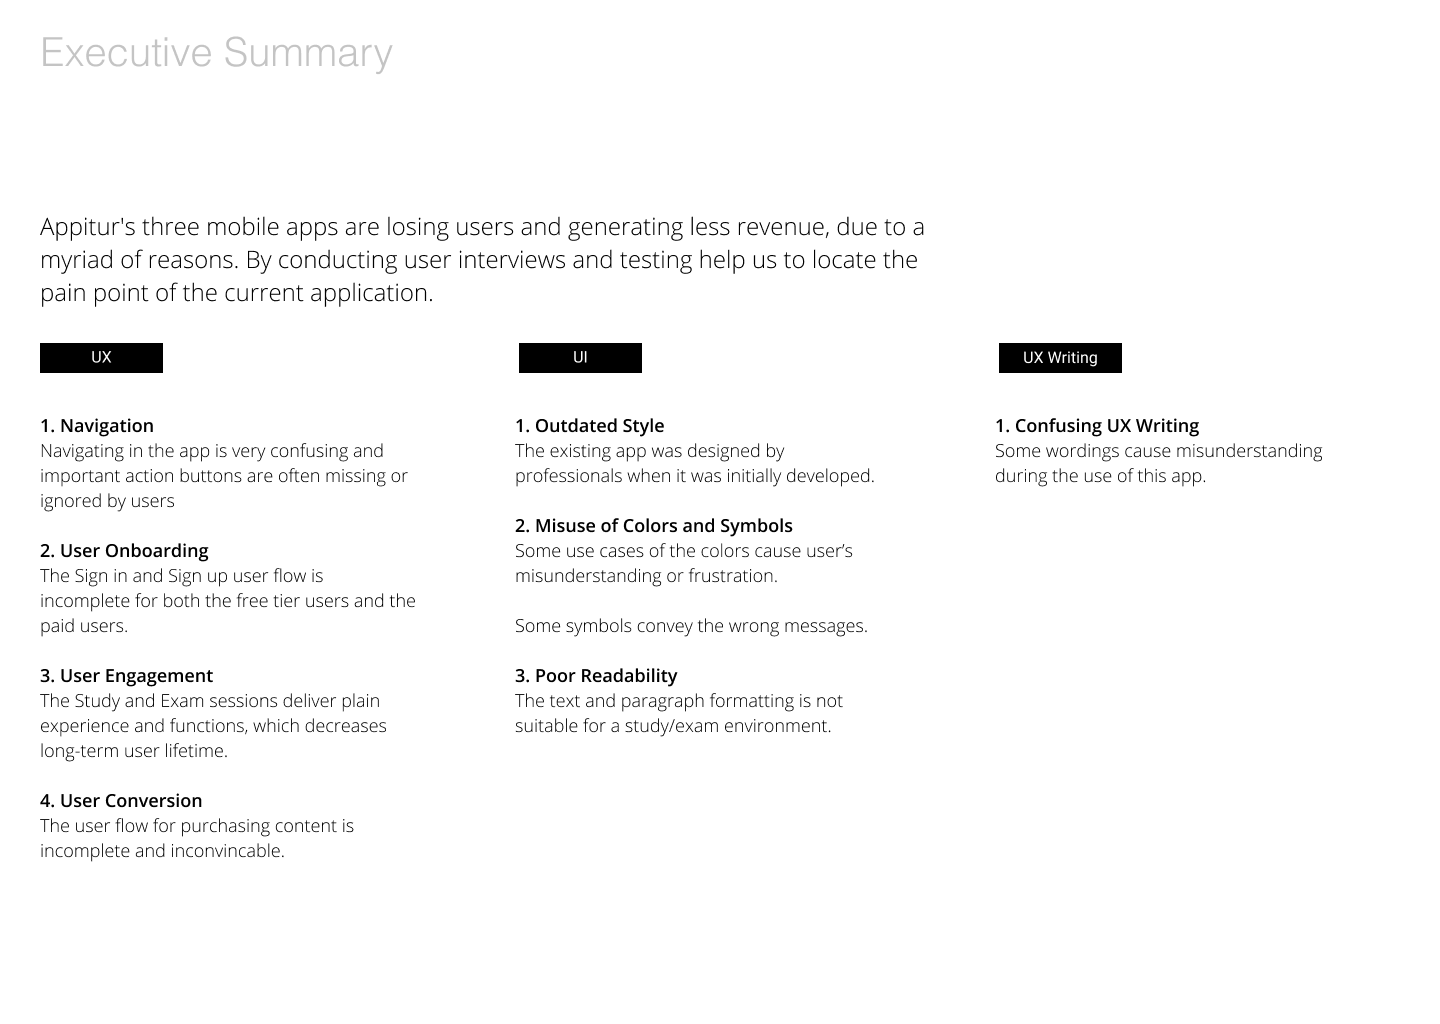 Executive Summary
Appitur's three mobile apps are losing users and generating less revenue, due to a
myriad of reasons. By conducting user interviews and testing help us to locate the
pain point of the current application.
UX
1. Navigation
Navigating in the app is very confusing and
important action buttons are often missing or
ignored by users
2. User Onboarding
The Sign in and Sign up user flow is
incomplete for both the free tier users and the
paid users.
3. User Engagement
The Study and Exam sessions deliver plain
experience and functions, which decreases
long-term user lifetime.
4. User Conversion
The user flow for purchasing content is
incomplete and inconvincable.
UI
1. Outdated Style
The existing app was designed by
professionals when it was initially developed.
2. Misuse of Colors and Symbols
Some use cases of the colors cause user’s
misunderstanding or frustration.
Some symbols convey the wrong messages.
3. Poor Readability
The text and paragraph formatting is not
suitable for a study/exam environment.
UX Writing
1. Confusing UX Writing
Some wordings cause misunderstanding
during the use of this app.